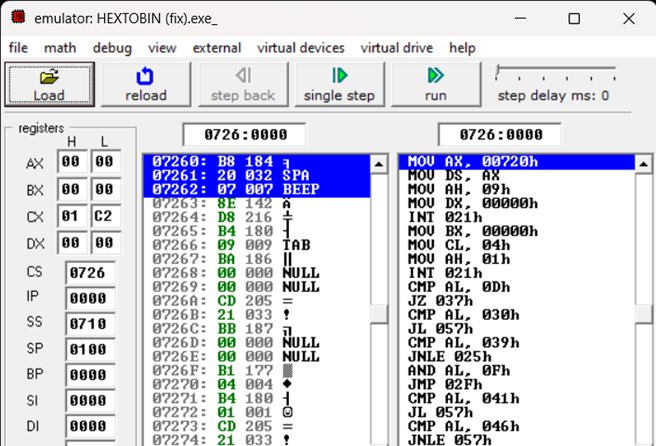 emulator: HEXTOBIN (fix).exe_
file math debug view external virtual devices virtual drive help
Load reload step back single step run step delay ms: 0
registers
H L
AX 00 00
BX 00 00
CX 01 C2
DX 00 00
CS 0726
IP 0000
SS 0710
SP 0100
BP 0000
SI 0000
DI 0000
0726:0000
07260: B8 184 ╕
07261: 20 032 SPA
07262: 07 007 BEEP
07263: 8E 142 Ä
07264: D8 216 ╪
07265: B4 180 ┤
07266: 09 009 TAB
07267: BA 186 ║
07268: 00 000 NULL
07269: 00 000 NULL
0726A: CD 205 =
0726B: 21 033 !
0726C: BB 187 ╗
0726D: 00 000 NULL
0726E: 00 000 NULL
0726F: B1 177 ▒
07270: 04 004 ♦
07271: B4 180 ┤
07272: 01 001 ☺
07273: CD 205 =
07274: 21 033 !
0726:0000
MOV AX, 00720h
MOV DS, AX
MOV AH, 09h
MOV DX, 00000h
INT 021h
MOV BX, 00000h
MOV CL, 04h
MOV AH, 01h
INT 021h
CMP AL, 0Dh
JZ 037h
CMP AL, 030h
JL 057h
CMP AL, 039h
JNLE 025h
AND AL, 0Fh
JMP 02Fh
CMP AL, 041h
JL 057h
CMP AL, 046h
JNLE 057h